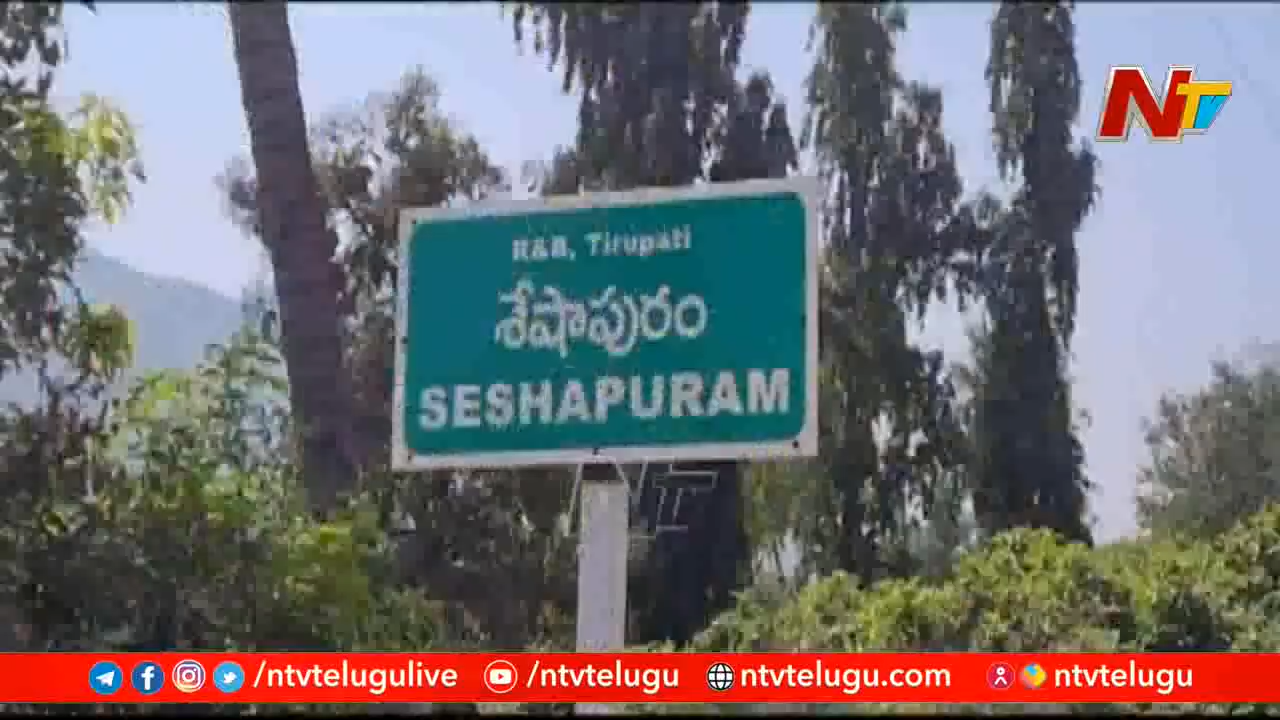 NTV
R&B, Tirupati
శేషాపురం
SESHAPURAM
/ntvtelugulive
/ntvtelugu
ntvtelugu.com
ntvtelugu